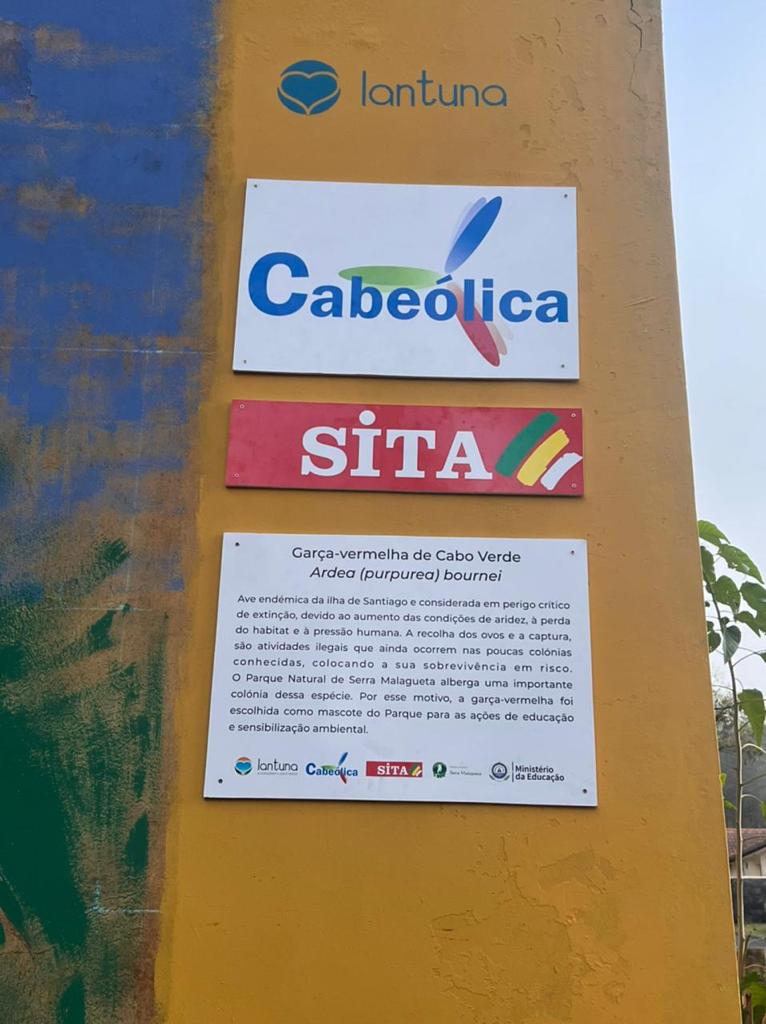 lantuna
Cabeólica
SITA
Garça-vermelha de Cabo Verde
Ardea (purpurea) bournei
Ave endémica da ilha de Santiago e considerada em perigo crítico
de extinção, devido ao aumento das condições de aridez, à perda
do habitat e à pressão humana. A recolha dos ovos e a captura,
são atividades ilegais que ainda ocorrem nas poucas colónias
conhecidas, colocando a sua sobrevivência em risco.
O Parque Natural de Serra Malagueta alberga uma importante
colónia dessa espécie. Por esse motivo, a garça-vermelha foi
escolhida como mascote do Parque para as ações de educação
e sensibilização ambiental.
lantuna Cabeólica SITA Serra Malagueta Ministério
da Educação